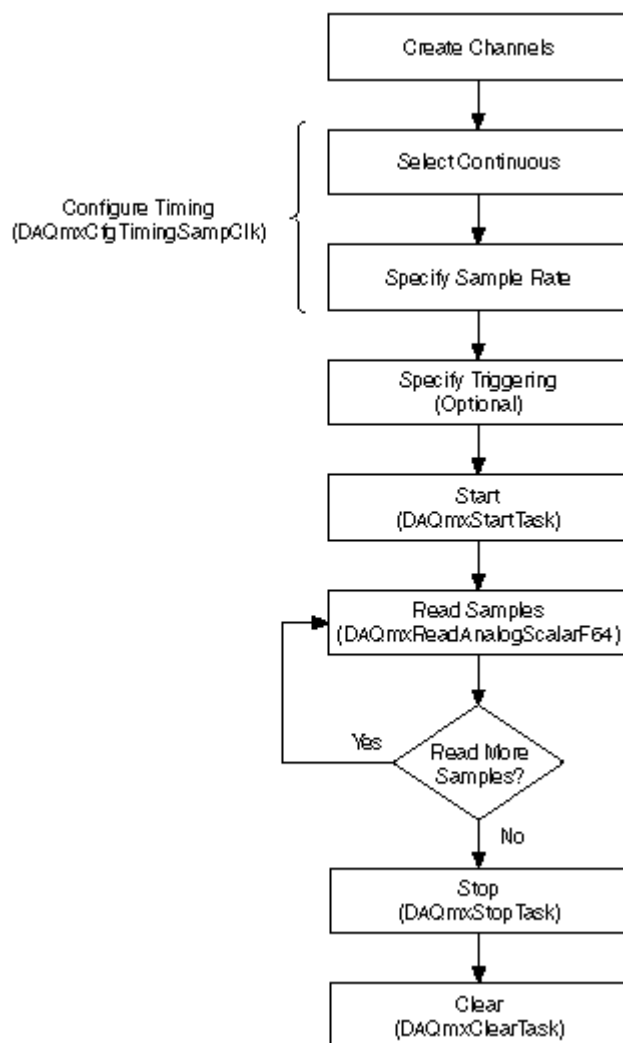 Create Channels
Select Continuous
Configure Timing
(DAQmxCfgTimingSampClk)
Specify Sample Rate
Specify Triggering
(Optional)
Start
(DAQmxStartTask)
Read Samples
(DAQmxReadAnalogScalarF64)
Yes
Read More
Samples?
No
Stop
(DAQmxStopTask)
Clear
(DAQmxClearTask)